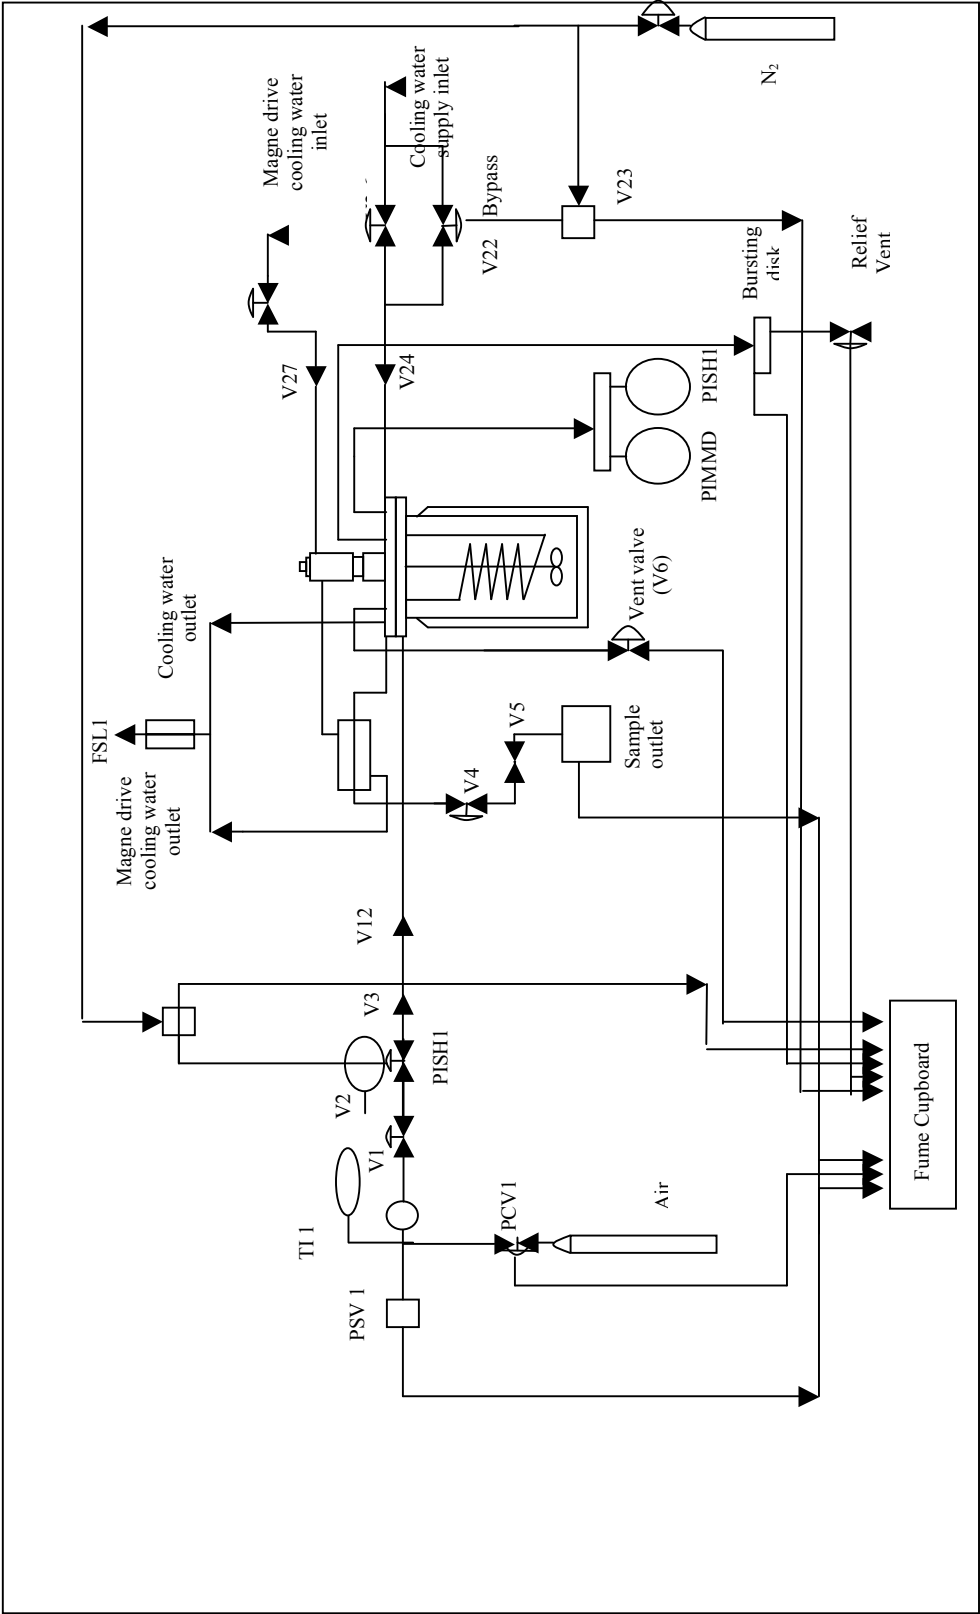 N2
Magne drive
cooling water
inlet
Cooling water
supply inlet
Bypass
V22
V23
V27
V24
Bursting
disk
Relief
Vent
PISH1
PIMMD
Cooling water
outlet
Vent valve
(V6)
FSL1
Magne drive
cooling water
outlet
V5
V4
Sample
outlet
V12
V3
PISH1
V2
V1
TI 1
PCV1
Air
PSV 1
Fume Cupboard